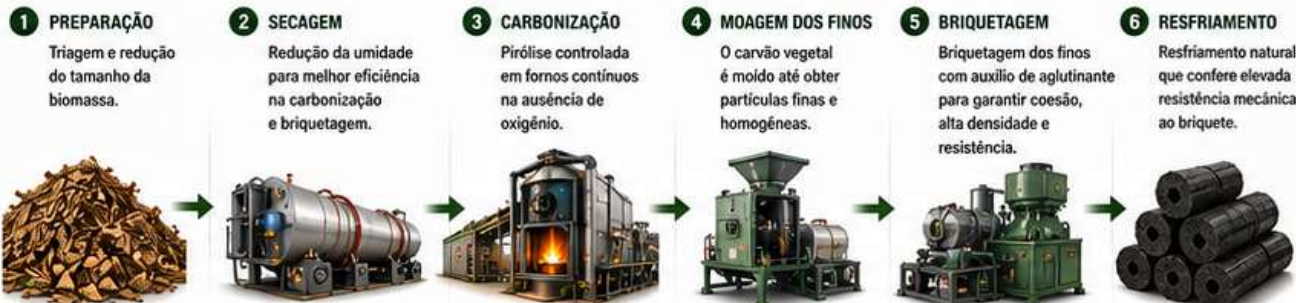 1 PREPARAÇÃO
Triagem e redução
do tamanho da
biomassa.
2 SECAGEM
Redução da umidade
para melhor eficiência
na carbonização
e briquetagem.
3 CARBONIZAÇÃO
Pirólise controlada
em fornos contínuos
na ausência de
oxigênio.
4 MOAGEM DOS FINOS
O carvão vegetal
é moído até obter
partículas finas e
homogéneas.
5 BRIQUETAGEM
Briquetagem dos finos
com auxílio de aglutinante
para garantir coesão,
alta densidade e
resistência.
6 RESFRIAMENTO
Resfriamento natural
que confere elevada
resistência mecânica
ao briquete.